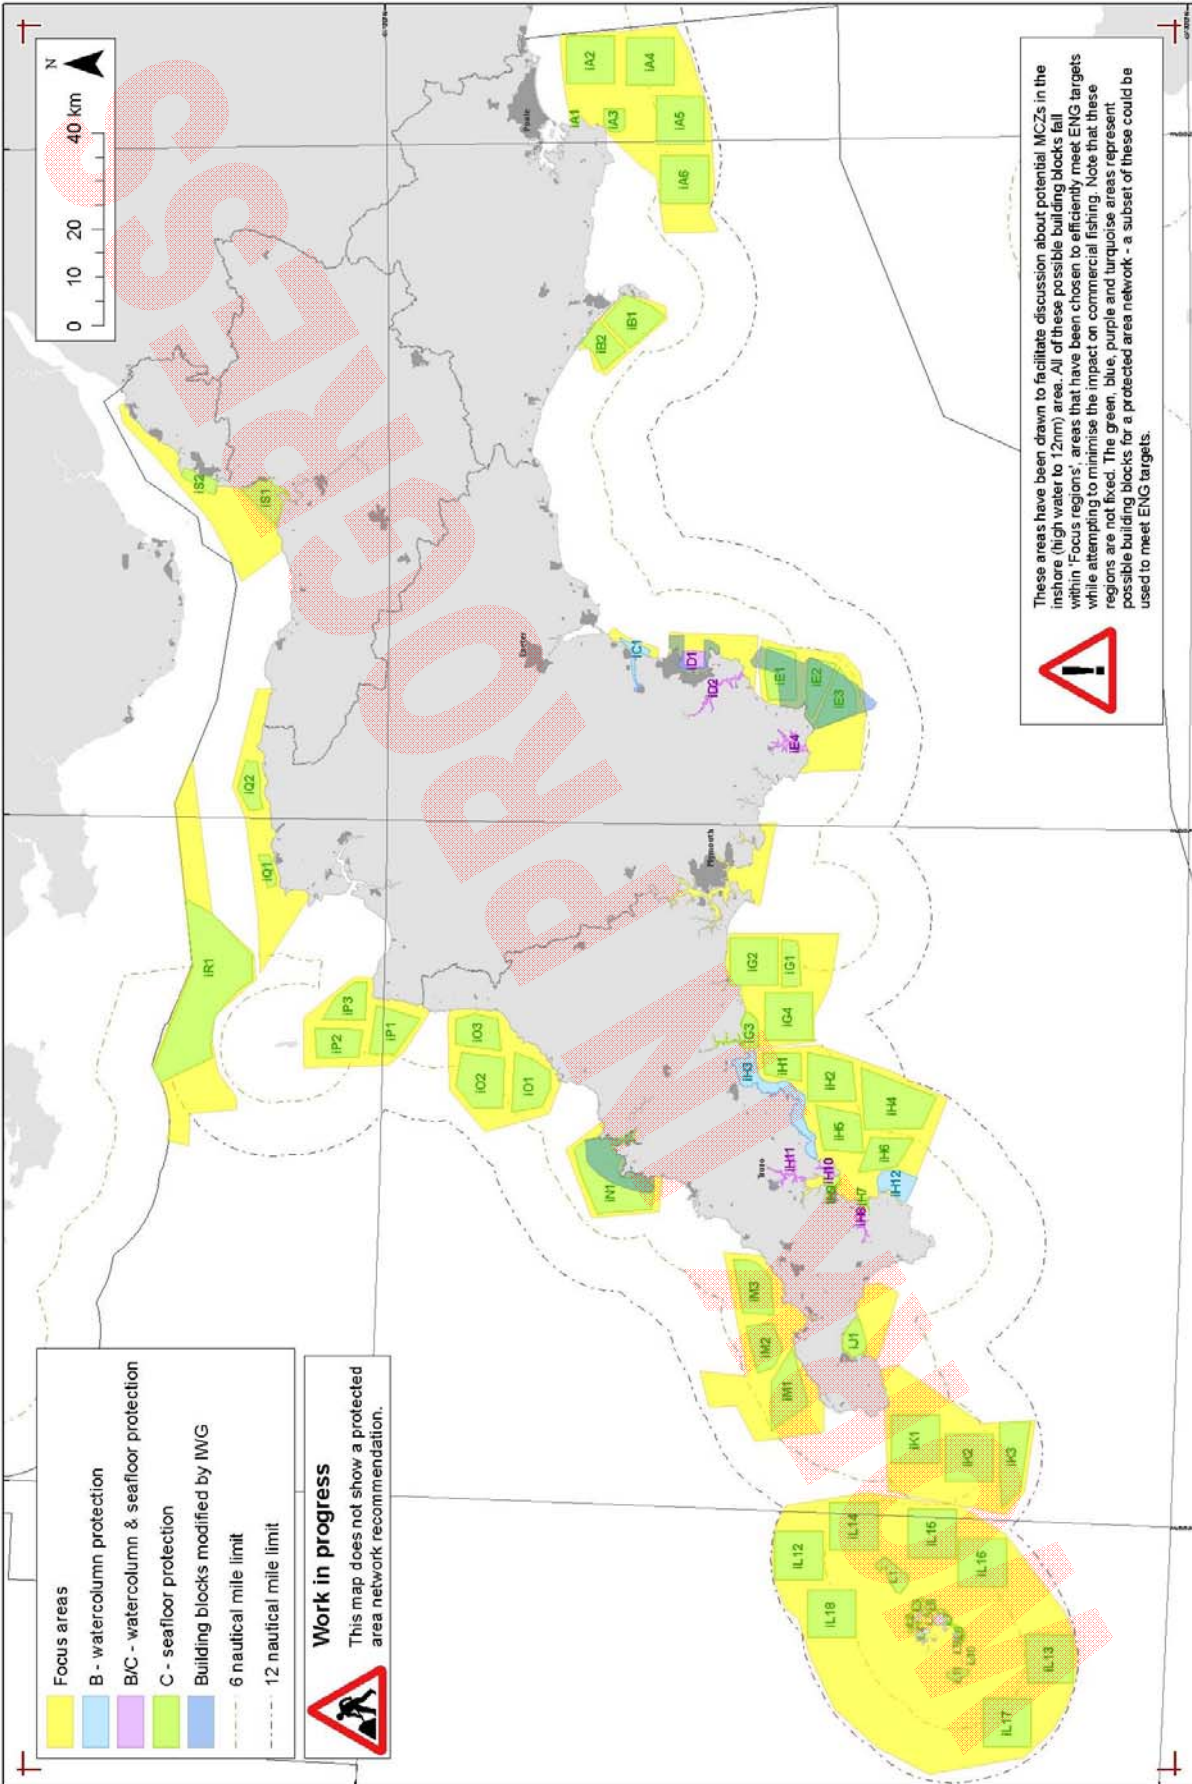 Focus areas
B - watercolumn protection
B/C - watercolumn & seafloor protection
C - seafloor protection
Building blocks modified by IWG
6 nautical mile limit
12 nautical mile limit
Work in progress
This map does not show a protected
area network recommendation.
N
0 10 20 40 km
These areas have been drawn to facilitate discussion about potential MCZs in the
inshore (high water to 12nm) area. All of these possible building blocks fall
within 'Focus regions', areas that have been chosen to efficiently meet ENG targets
while attempting to minimise the impact on commercial fishing. Note that these
regions are not fixed. The green, blue, purple and turquoise areas represent
possible building blocks for a protected area network - a subset of these could be
used to meet ENG targets.
iR1
iQ1
iQ2
iS1
iS2
iP2
iP3
iP1
iO2
iO3
iO1
iN1
iM3
iM2
iM1
iJ1
iK1
iK2
iK3
iL12
iL14
iL18
iL15
iL16
iL13
iL17
iG2
iG1
iG4
iG3
iH3
iH1
iH2
iH5
iH4
iH6
iH11
iH10
iH7
iH8
iH12
iC1
iD1
iD2
iE1
iE2
iE3
iE4
iB2
iB1
iA1
iA2
iA3
iA4
iA5
iA6
Poole
Exeter
Plymouth
Truro